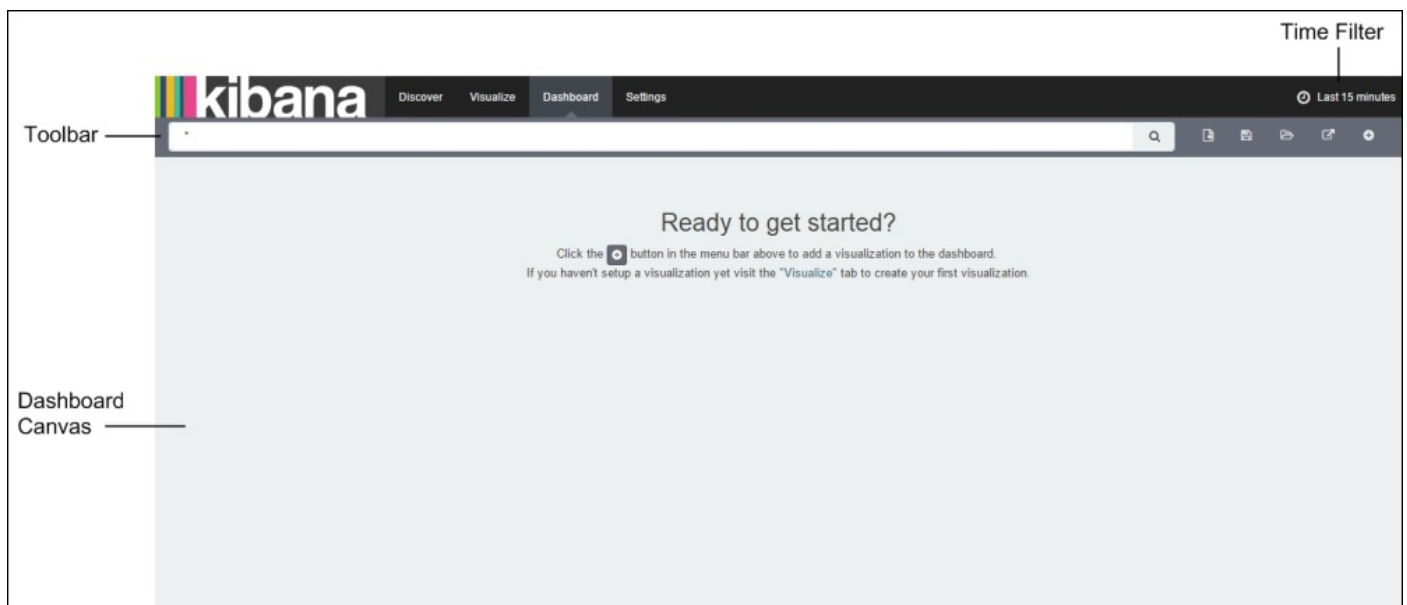 Time Filter
kibana
Discover Visualize Dashboard Settings Last 15 minutes
Toolbar
*
Ready to get started?
Click the button in the menu bar above to add a visualization to the dashboard.
If you haven't setup a visualization yet visit the "Visualize" tab to create your first visualization.
Dashboard
Canvas